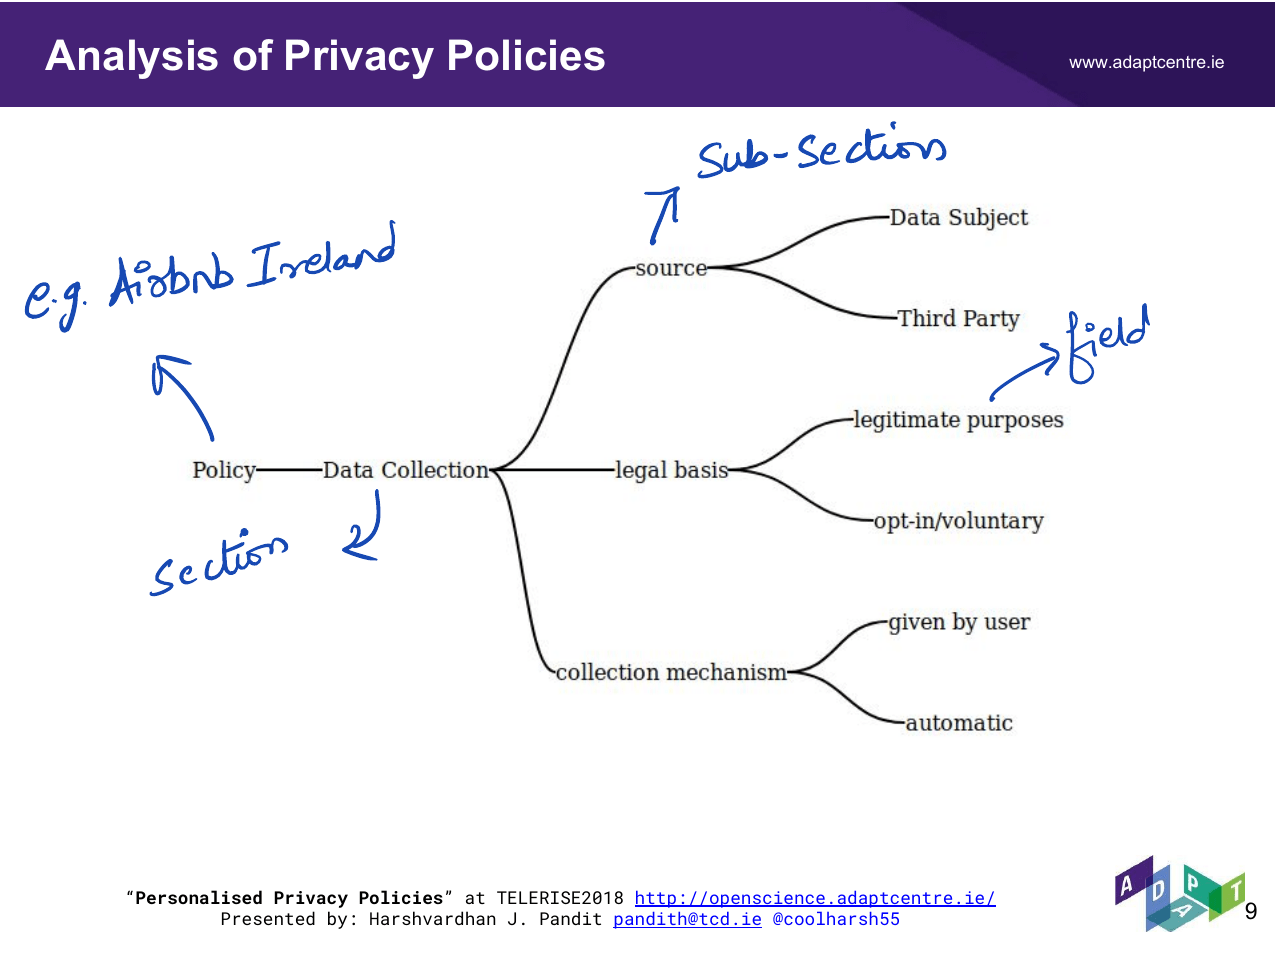 Analysis of Privacy Policies
www.adaptcentre.ie
Sub-Section
Data Subject
e.g. Airbnb Ireland
source
Third Party
field
legitimate purposes
Policy
Data Collection
legal basis
opt-in/voluntary
Section
given by user
collection mechanism
automatic
“Personalised Privacy Policies” at TELERISE2018 http://openscience.adaptcentre.ie/
Presented by: Harshvardhan J. Pandit pandith@tcd.ie @coolharsh55
ADAPT
9